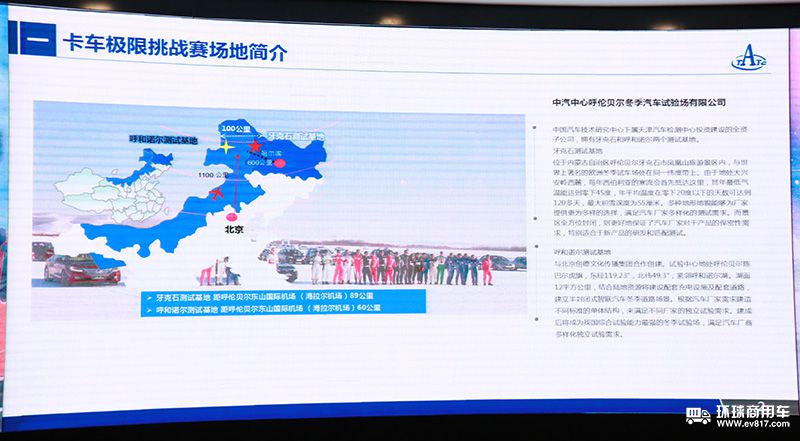 一 卡车极限挑战赛场地简介
TATC
中汽中心呼伦贝尔冬季汽车试验场有限公司
100公里
呼和诺尔测试基地
牙克石测试基地
600公里
1100 公里
北京
牙克石测试基地 距呼伦贝尔东山国际机场（海拉尔机场）89公里
呼和诺尔测试基地 距呼伦贝尔东山国际机场（海拉尔机场）60公里
中国汽车技术研究中心下属天津汽车检测中心投资建设的全资
子公司，拥有牙克石和呼和诺尔两个测试基地。
牙克石测试基地
位于内蒙古自治区呼伦贝尔牙克石市凤凰山旅游景区内，与世
界上著名的欧洲冬季试车场处在同一纬度带上。由于地处大兴
安岭西麓，每年西伯利亚的寒流会首先抵达这里，其年最低气
温能达到零下45度，年平均温度在零下20度以下的天数可达到
120多天，最大积雪深度为55厘米。多种地形地貌能够为厂家
提供更为多样的选择，满足汽车厂商多样化的测试需求。而景
区全方位封闭，则更好地保证了汽车厂家对于产品的保密性需
求，特别适合于新产品的研发和匹配测试。
呼和诺尔测试基地
与北京创德文化传播集团合作创建。试验中心地处呼伦贝尔陈
巴尔虎旗，东经119.23°，北纬49.3°，紧邻呼和诺尔湖，湖面
12平方公里，结合陆地资源将建设配套充电设施及配套道路，
建立半封闭式智联汽车冬季道路场景。根据汽车厂家需求建造
不同标准的单体结构，来满足不同厂家的独立试验需求。建成
后将成为我国综合试验能力最强的冬季试验场，满足汽车厂商
多样化独立试验需求。
环球商用车
www.ev817.com